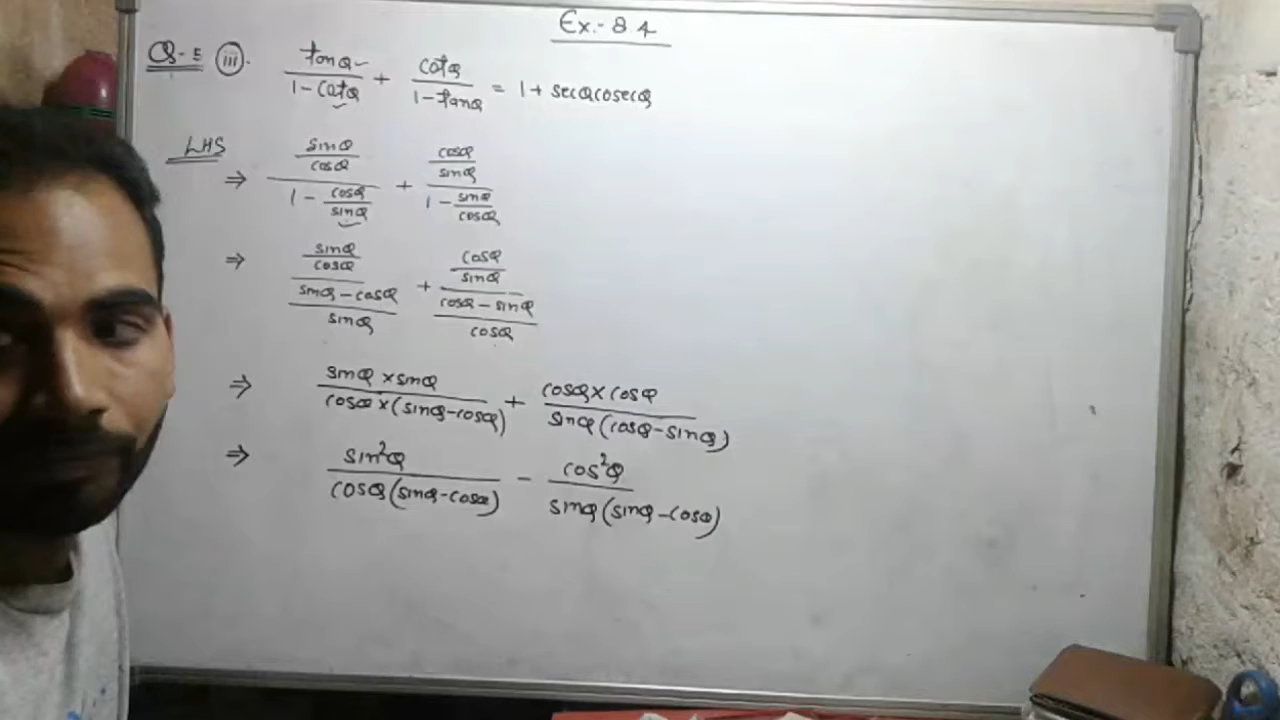 Ex.- 8.4
Q-5 (iii). tanθ/(1 - cotθ) + cotθ/(1 - tanθ) = 1 + secθcosecθ
LHS
⇒ (sinθ/cosθ)/(1 - cosθ/sinθ) + (cosθ/sinθ)/(1 - sinθ/cosθ)
⇒ (sinθ/cosθ)/((sinθ - cosθ)/sinθ) + (cosθ/sinθ)/((cosθ - sinθ)/cosθ)
⇒ (sinθ × sinθ)/(cosθ × (sinθ - cosθ)) + (cosθ × cosθ)/(sinθ (cosθ - sinθ))
⇒ sin²θ/(cosθ (sinθ - cosθ)) - cos²θ/(sinθ (sinθ - cosθ))